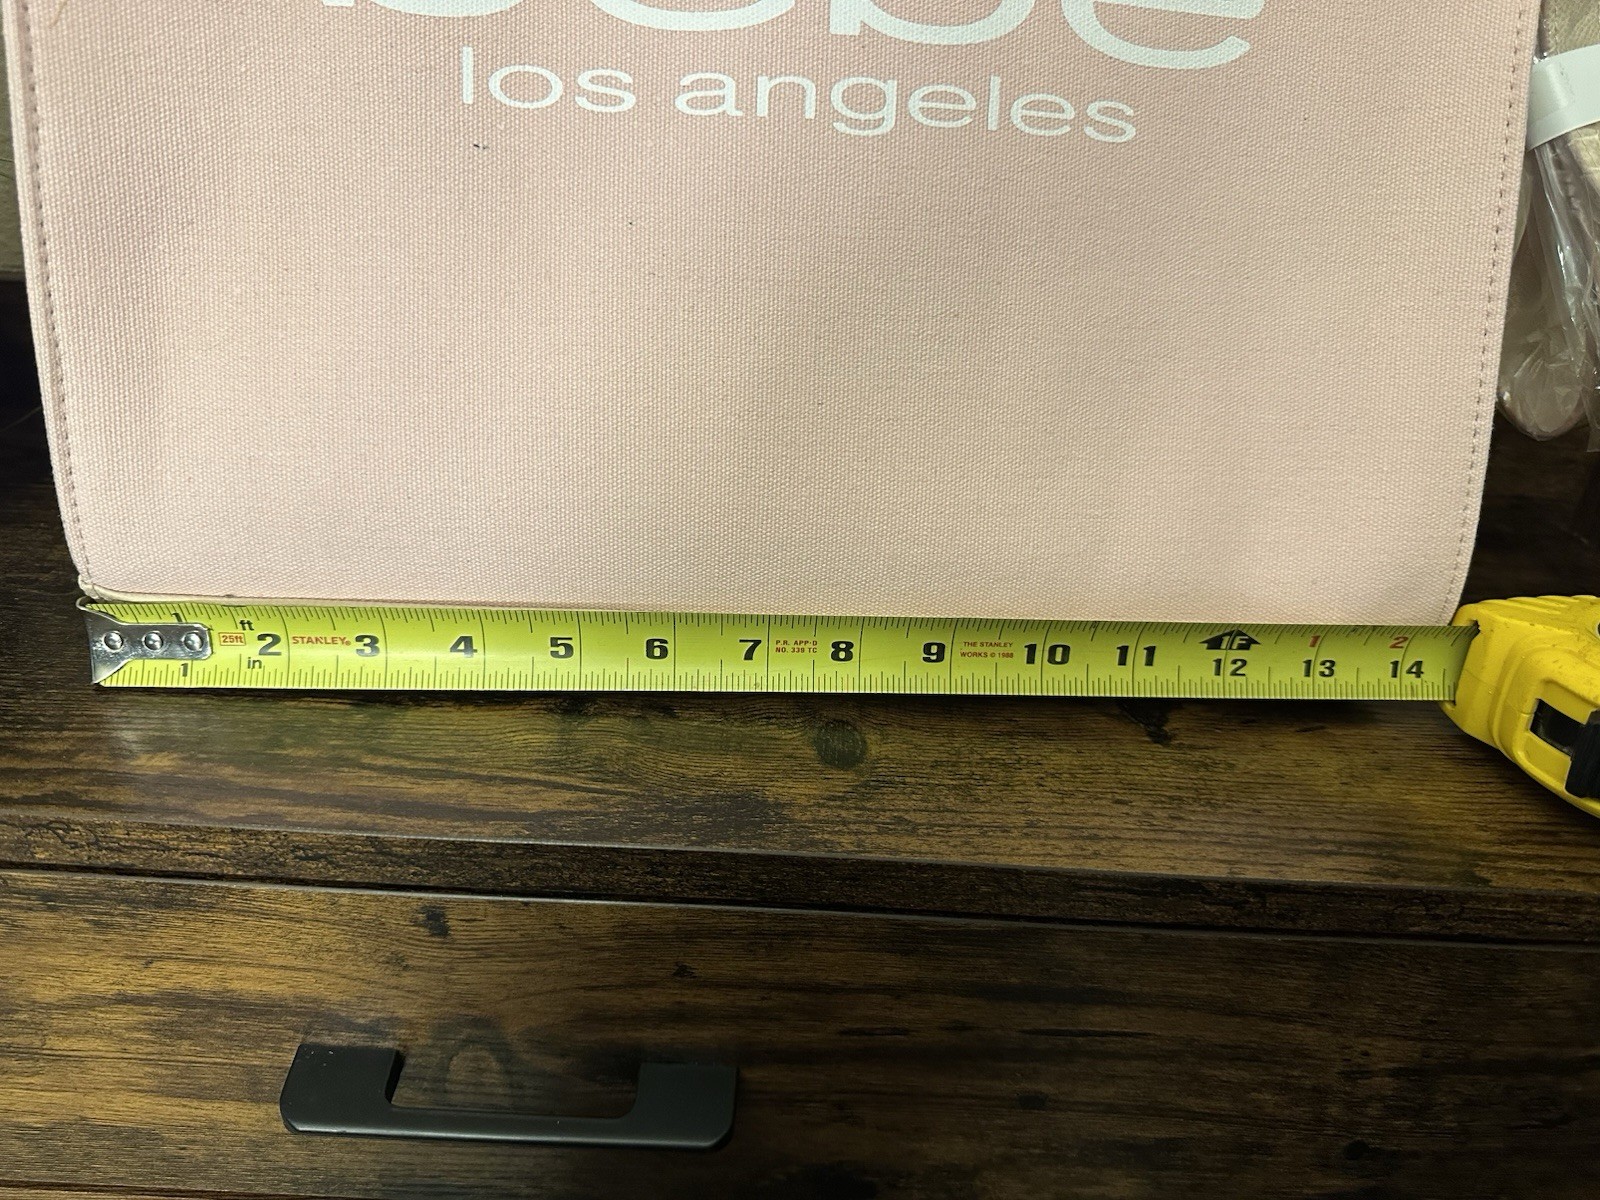 bebe
los angeles
1 ft 1 2
25ft 2 STANLEY® 3 4 5 6 7 P.R. APP·D NO. 339 TC 8 9 THE STANLEY WORKS © 1988 10 11 1F 12 13 14
1 in